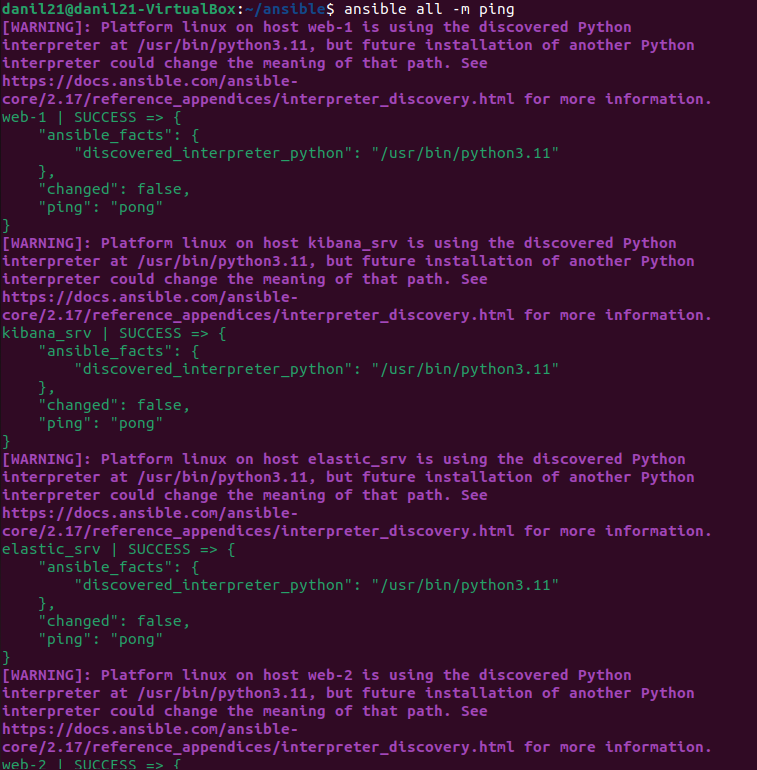 danil21@danil21-VirtualBox:~/ansible$ ansible all -m ping
[WARNING]: Platform linux on host web-1 is using the discovered Python
interpreter at /usr/bin/python3.11, but future installation of another Python
interpreter could change the meaning of that path. See
https://docs.ansible.com/ansible-
core/2.17/reference_appendices/interpreter_discovery.html for more information.
web-1 | SUCCESS => {
    "ansible_facts": {
        "discovered_interpreter_python": "/usr/bin/python3.11"
    },
    "changed": false,
    "ping": "pong"
}
[WARNING]: Platform linux on host kibana_srv is using the discovered Python
interpreter at /usr/bin/python3.11, but future installation of another Python
interpreter could change the meaning of that path. See
https://docs.ansible.com/ansible-
core/2.17/reference_appendices/interpreter_discovery.html for more information.
kibana_srv | SUCCESS => {
    "ansible_facts": {
        "discovered_interpreter_python": "/usr/bin/python3.11"
    },
    "changed": false,
    "ping": "pong"
}
[WARNING]: Platform linux on host elastic_srv is using the discovered Python
interpreter at /usr/bin/python3.11, but future installation of another Python
interpreter could change the meaning of that path. See
https://docs.ansible.com/ansible-
core/2.17/reference_appendices/interpreter_discovery.html for more information.
elastic_srv | SUCCESS => {
    "ansible_facts": {
        "discovered_interpreter_python": "/usr/bin/python3.11"
    },
    "changed": false,
    "ping": "pong"
}
[WARNING]: Platform linux on host web-2 is using the discovered Python
interpreter at /usr/bin/python3.11, but future installation of another Python
interpreter could change the meaning of that path. See
https://docs.ansible.com/ansible-
core/2.17/reference_appendices/interpreter_discovery.html for more information.
web-2 | SUCCESS => {